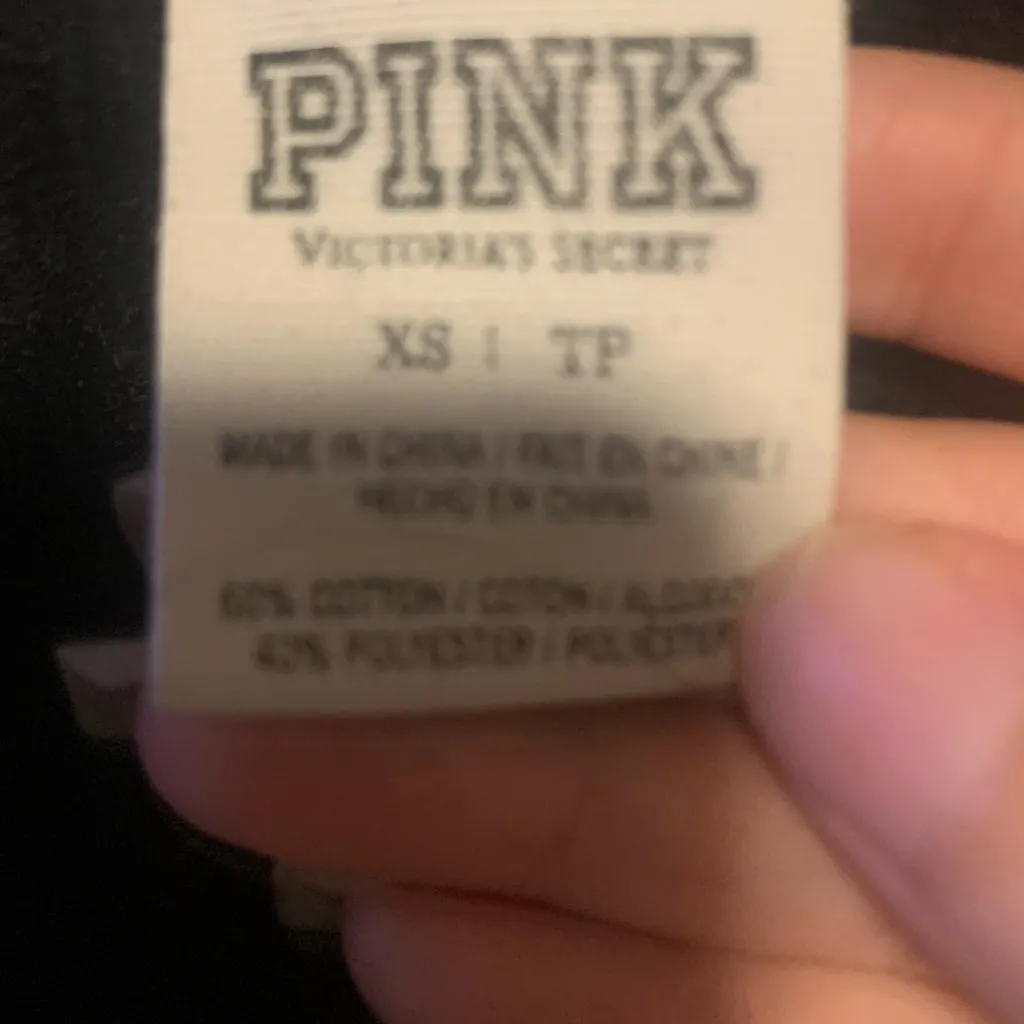 PINK
VICTORIA'S SECRET
XS | TP
MADE IN CHINA / FAIT EN CHINE /
HECHO EN CHINA
60% COTTON / COTON /
40% POLYESTER /